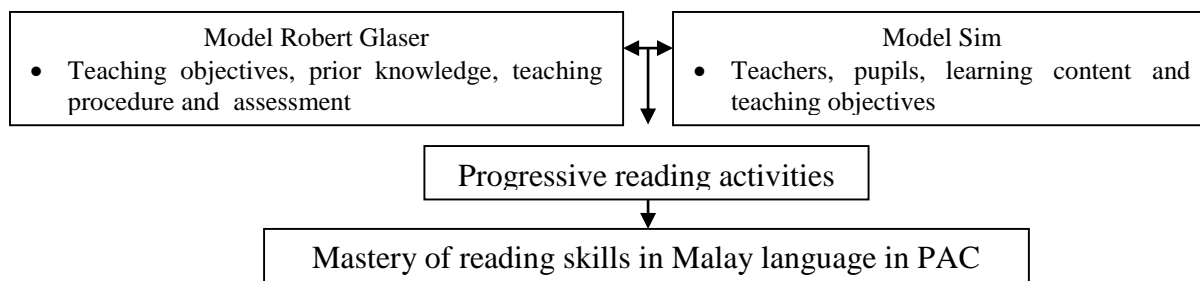 Model Robert Glaser
• Teaching objectives, prior knowledge, teaching
procedure and assessment
Model Sim
• Teachers, pupils, learning content and
teaching objectives
Progressive reading activities
Mastery of reading skills in Malay language in PAC